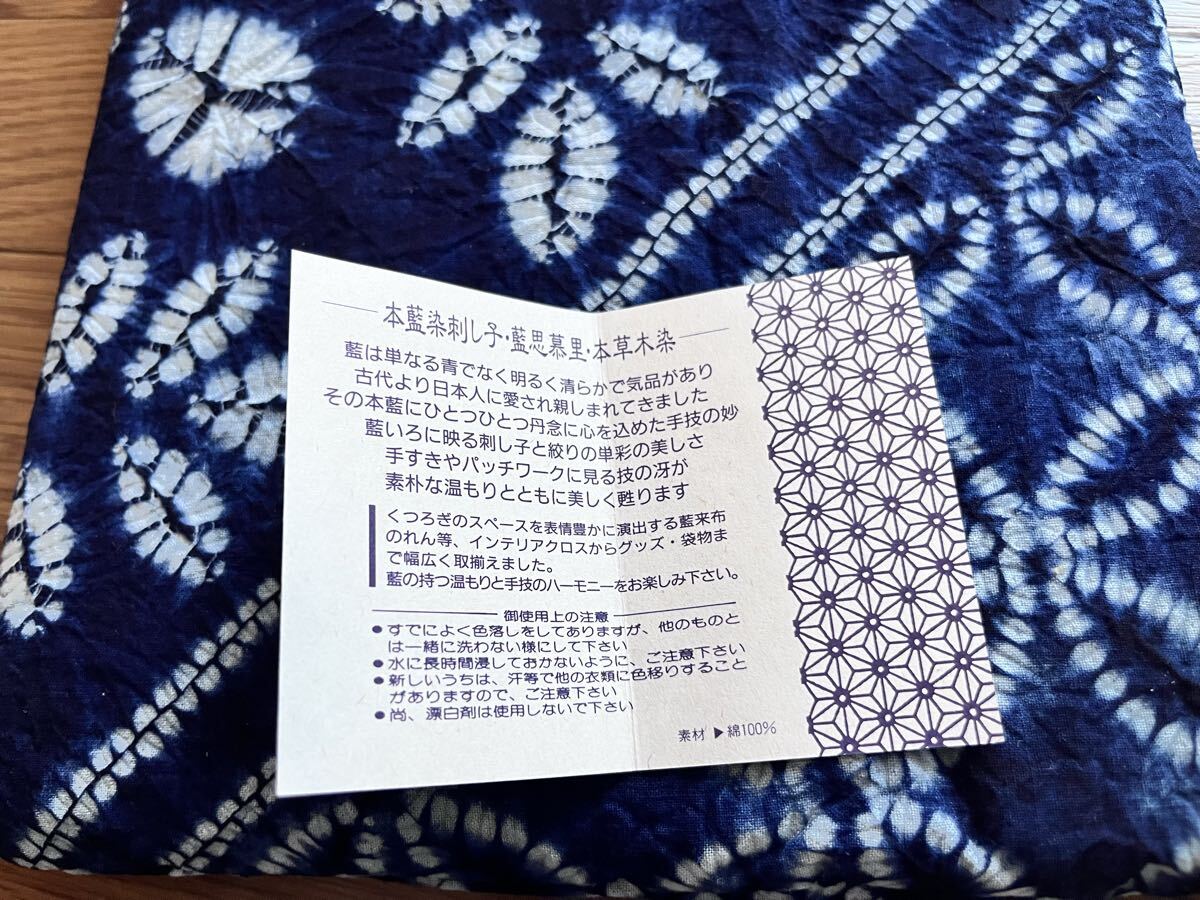 本藍染刺し子・藍思慕里・本草木染
藍は単なる青でなく明るく清らかで気品があり
古代より日本人に愛され親しまれてきました
その本藍にひとつひとつ丹念に心を込めた手技の妙
藍いろに映る刺し子と絞りの単彩の美しさ
手すきやパッチワークに見る技の冴が
素朴な温もりとともに美しく甦ります
くつろぎのスペースを表情豊かに演出する藍来布
のれん等、インテリアクロスからグッズ・袋物ま
で幅広く取揃えました。
藍の持つ温もりと手技のハーモニーをお楽しみ下さい。
御使用上の注意
●すでによく色落しをしてありますが、他のものと
は一緒に洗わない様にして下さい
●水に長時間浸しておかないように、ご注意下さい
●新しいうちは、汗等で他の衣類に色移りすること
がありますので、ご注意下さい
●尚、漂白剤は使用しないで下さい
素材 ▶綿100%